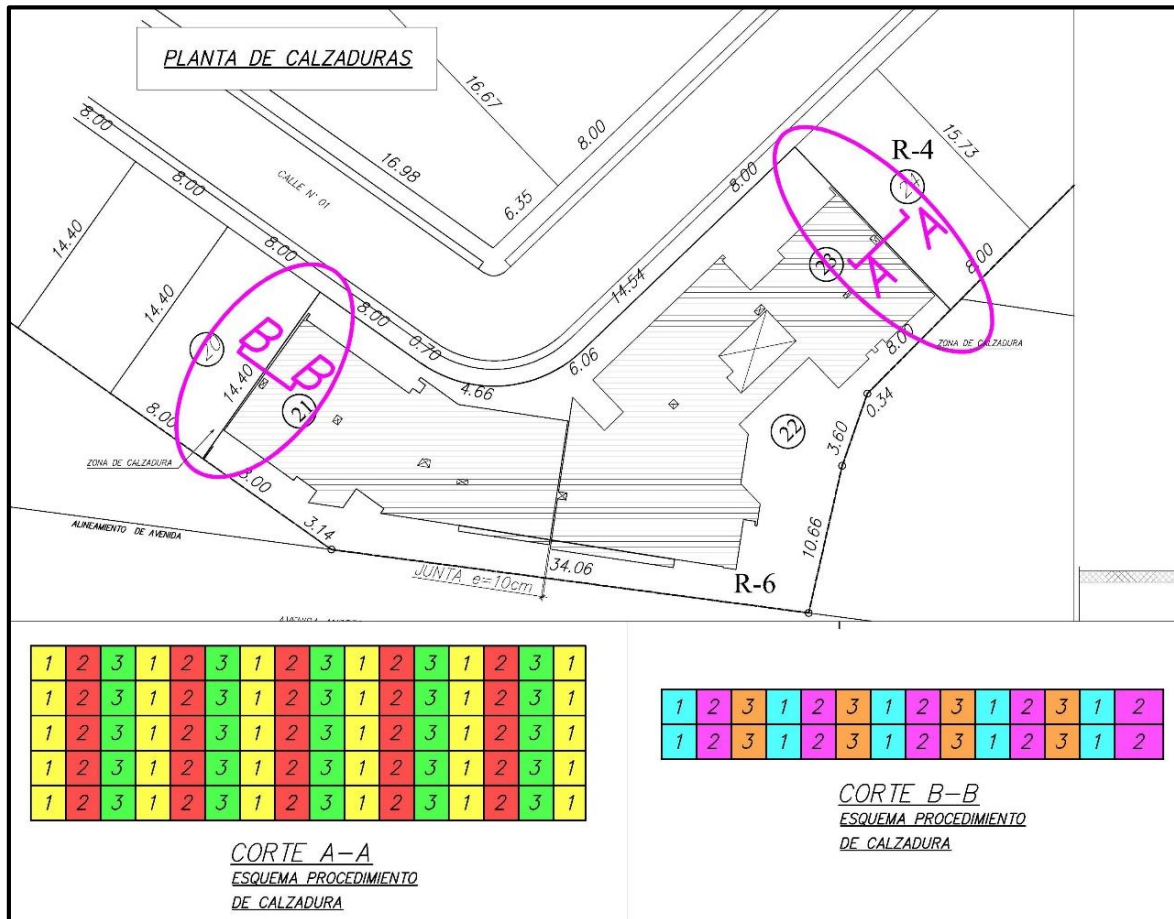 PLANTA DE CALZADURAS
8.00
16.67
8.00
16.98
6.35
CALLE N° 01
8.00
14.40
8.00
14.40
8.00
0.70
4.66
6.06
14.54
8.00
15.73
R-4
24
A
A
23
8.00
ZONA DE CALZADURA
8.00
0.34
3.60
22
10.66
20
B
B
14.40
21
8.00
ZONA DE CALZADURA
8.00
3.14
ALINEAMIENTO DE AVENIDA
JUNTA e=10cm
34.06
R-6
1 2 3 1 2 3 1 2 3 1 2 3 1 2 3 1
1 2 3 1 2 3 1 2 3 1 2 3 1 2 3 1
1 2 3 1 2 3 1 2 3 1 2 3 1 2 3 1
1 2 3 1 2 3 1 2 3 1 2 3 1 2 3 1
1 2 3 1 2 3 1 2 3 1 2 3 1 2 3 1
CORTE A-A
ESQUEMA PROCEDIMIENTO
DE CALZADURA
1 2 3 1 2 3 1 2 3 1 2 3 1 2
1 2 3 1 2 3 1 2 3 1 2 3 1 2
CORTE B-B
ESQUEMA PROCEDIMIENTO
DE CALZADURA